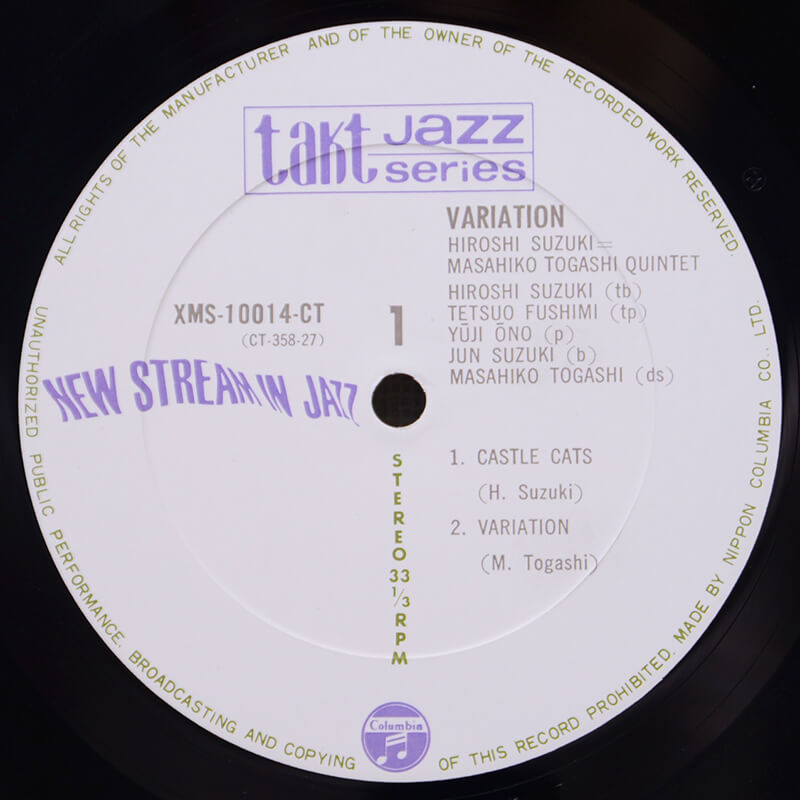 ALL RIGHTS OF THE MANUFACTURER AND OF THE OWNER OF THE RECORDED WORK RESERVED.
UNAUTHORIZED PUBLIC PERFORMANCE. BROADCASTING AND COPYING OF THIS RECORD PROHIBITED. MADE BY NIPPON COLUMBIA CO., LTD.
takt jazz series
VARIATION
HIROSHI SUZUKI=
MASAHIKO TOGASHI QUINTET
HIROSHI SUZUKI (tb)
TETSUO FUSHIMI (tp)
YŪJI ŌNO (p)
JUN SUZUKI (b)
MASAHIKO TOGASHI (ds)
XMS-10014-CT
(CT-358-27)
1
NEW STREAM IN JAZZ
1. CASTLE CATS
(H. Suzuki)
2. VARIATION
(M. Togashi)
STEREO 33 1/3 RPM
Columbia